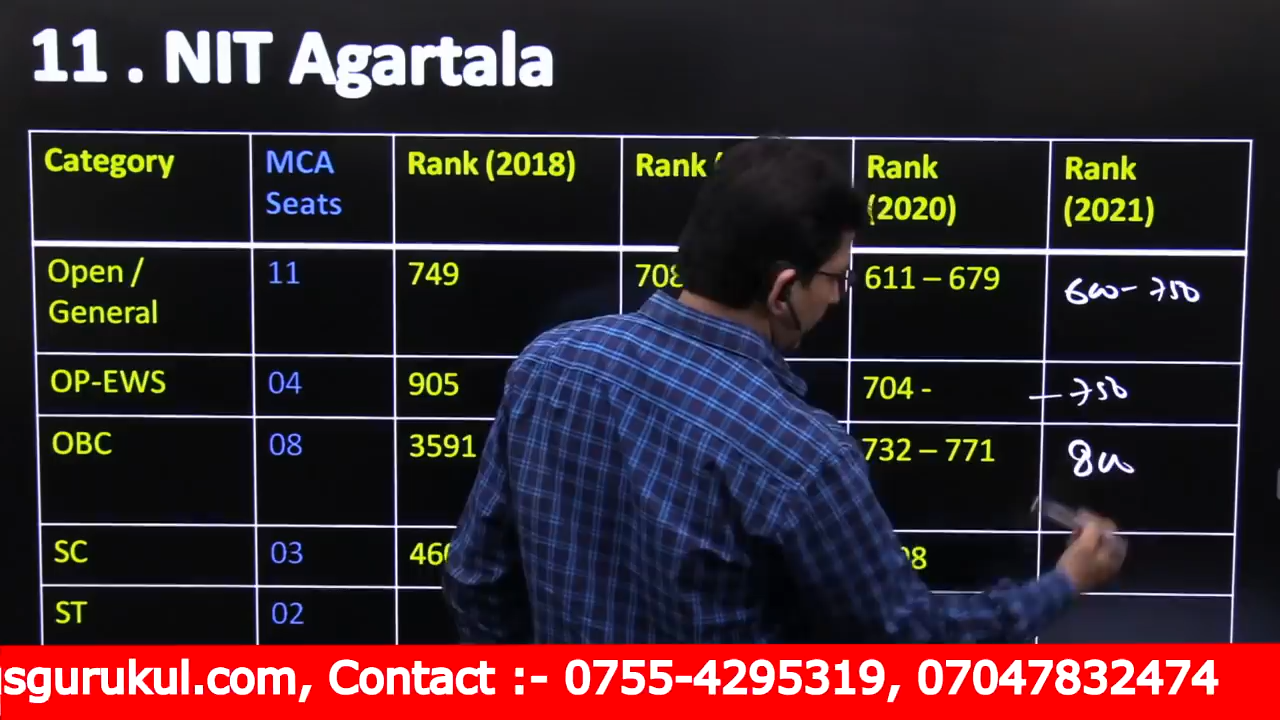 11 . NIT Agartala
Category MCA Seats Rank (2018) Rank Rank (2020) Rank (2021)
Open / General 11 749 708 611 – 679 600 - 750
OP-EWS 04 905 704 - – 750
OBC 08 3591 732 – 771 800
SC 03
ST 02
isgurukul.com, Contact :- 0755-4295319, 07047832474